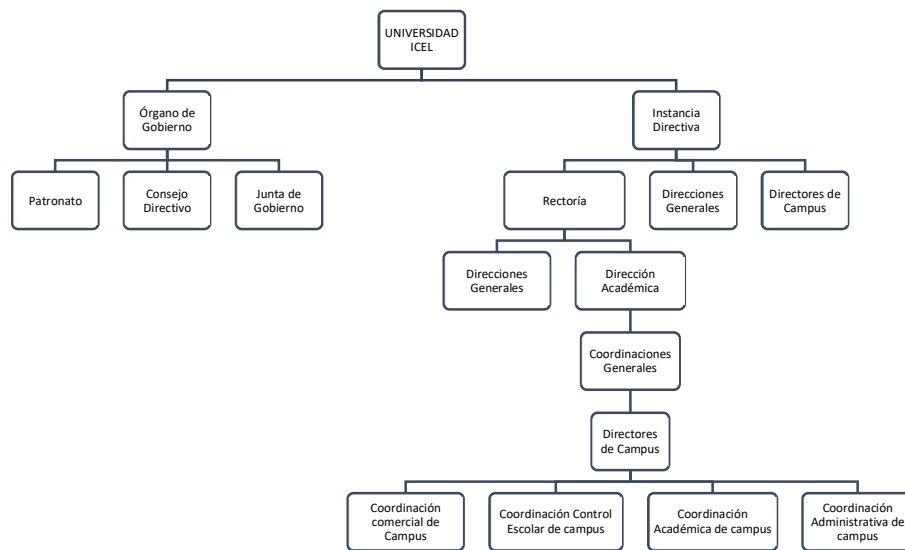 UNIVERSIDAD
ICEL
Órgano de
Gobierno
Instancia
Directiva
Patronato
Consejo
Directivo
Junta de
Gobierno
Rectoría
Direcciones
Generales
Directores de
Campus
Direcciones
Generales
Dirección
Académica
Coordinaciones
Generales
Directores
de Campus
Coordinación
comercial de
Campus
Coordinación Control
Escolar de campus
Coordinación
Académica de campus
Coordinación
Administrativa de
campus